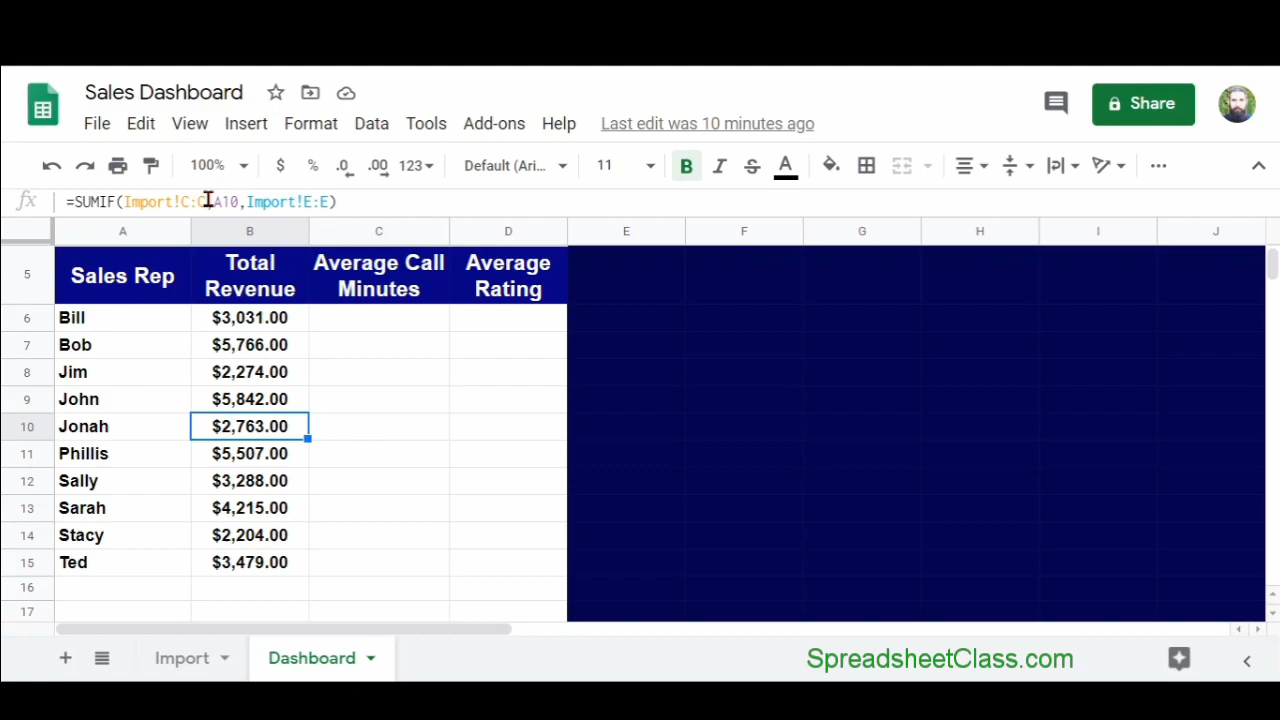 Sales Dashboard
Share
File Edit View Insert Format Data Tools Add-ons Help Last edit was 10 minutes ago
100% $ % .0 .00 123 Default (Ari... 11 B I S A
fx =SUMIF(Import!C:C,A10,Import!E:E)
A B C D E F G H I J
5 Sales Rep Total Revenue Average Call Minutes Average Rating
6 Bill $3,031.00
7 Bob $5,766.00
8 Jim $2,274.00
9 John $5,842.00
10 Jonah $2,763.00
11 Phillis $5,507.00
12 Sally $3,288.00
13 Sarah $4,215.00
14 Stacy $2,204.00
15 Ted $3,479.00
16
17
Import Dashboard SpreadsheetClass.com